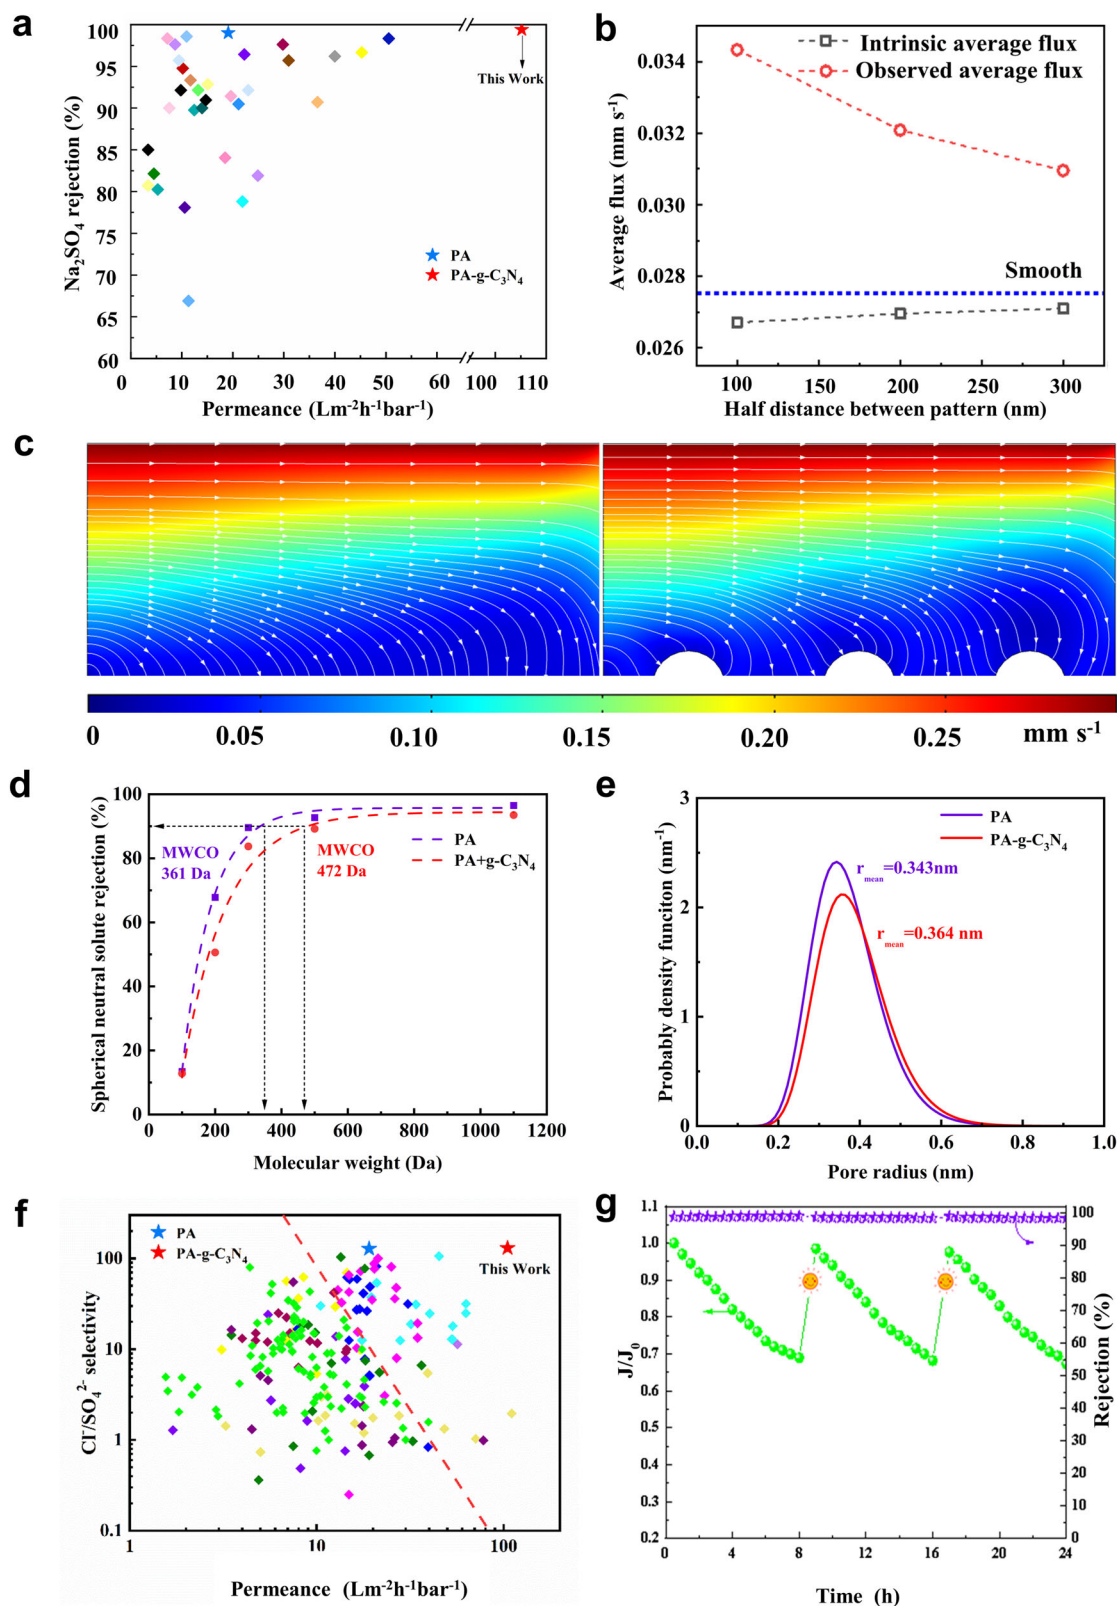 a
Na₂SO₄ rejection (%)
100
95
90
85
80
75
70
65
60
This Work
PA
PA-g-C₃N₄
0 10 20 30 40 50 60 100 110
Permeance (Lm⁻²h⁻¹bar⁻¹)
b
Average flux (mm s⁻¹)
Intrinsic average flux
Observed average flux
0.034
0.032
0.030
0.028
0.026
Smooth
100 150 200 250 300
Half distance between pattern (nm)
c
0 0.05 0.10 0.15 0.20 0.25 mm s⁻¹
d
Spherical neutral solute rejection (%)
100
80
60
40
20
0
MWCO
361 Da
MWCO
472 Da
PA
PA+g-C₃N₄
0 200 400 600 800 1000 1200
Molecular weight (Da)
e
Probably density funciton (nm⁻¹)
3
2
1
0
PA
PA-g-C₃N₄
rmean=0.343nm
rmean=0.364 nm
0.0 0.2 0.4 0.6 0.8 1.0
Pore radius (nm)
f
Cl⁻/SO₄²⁻ selectivity
100
10
1
0.1
PA
PA-g-C₃N₄
This Work
1 10 100
Permeance (Lm⁻²h⁻¹bar⁻¹)
g
J/J₀
1.1
1.0
0.9
0.8
0.7
0.6
0.5
0.4
0.3
0.2
100
90
80
70
60
50
40
30
20
10
0
Rejection (%)
0 4 8 12 16 20 24
Time (h)